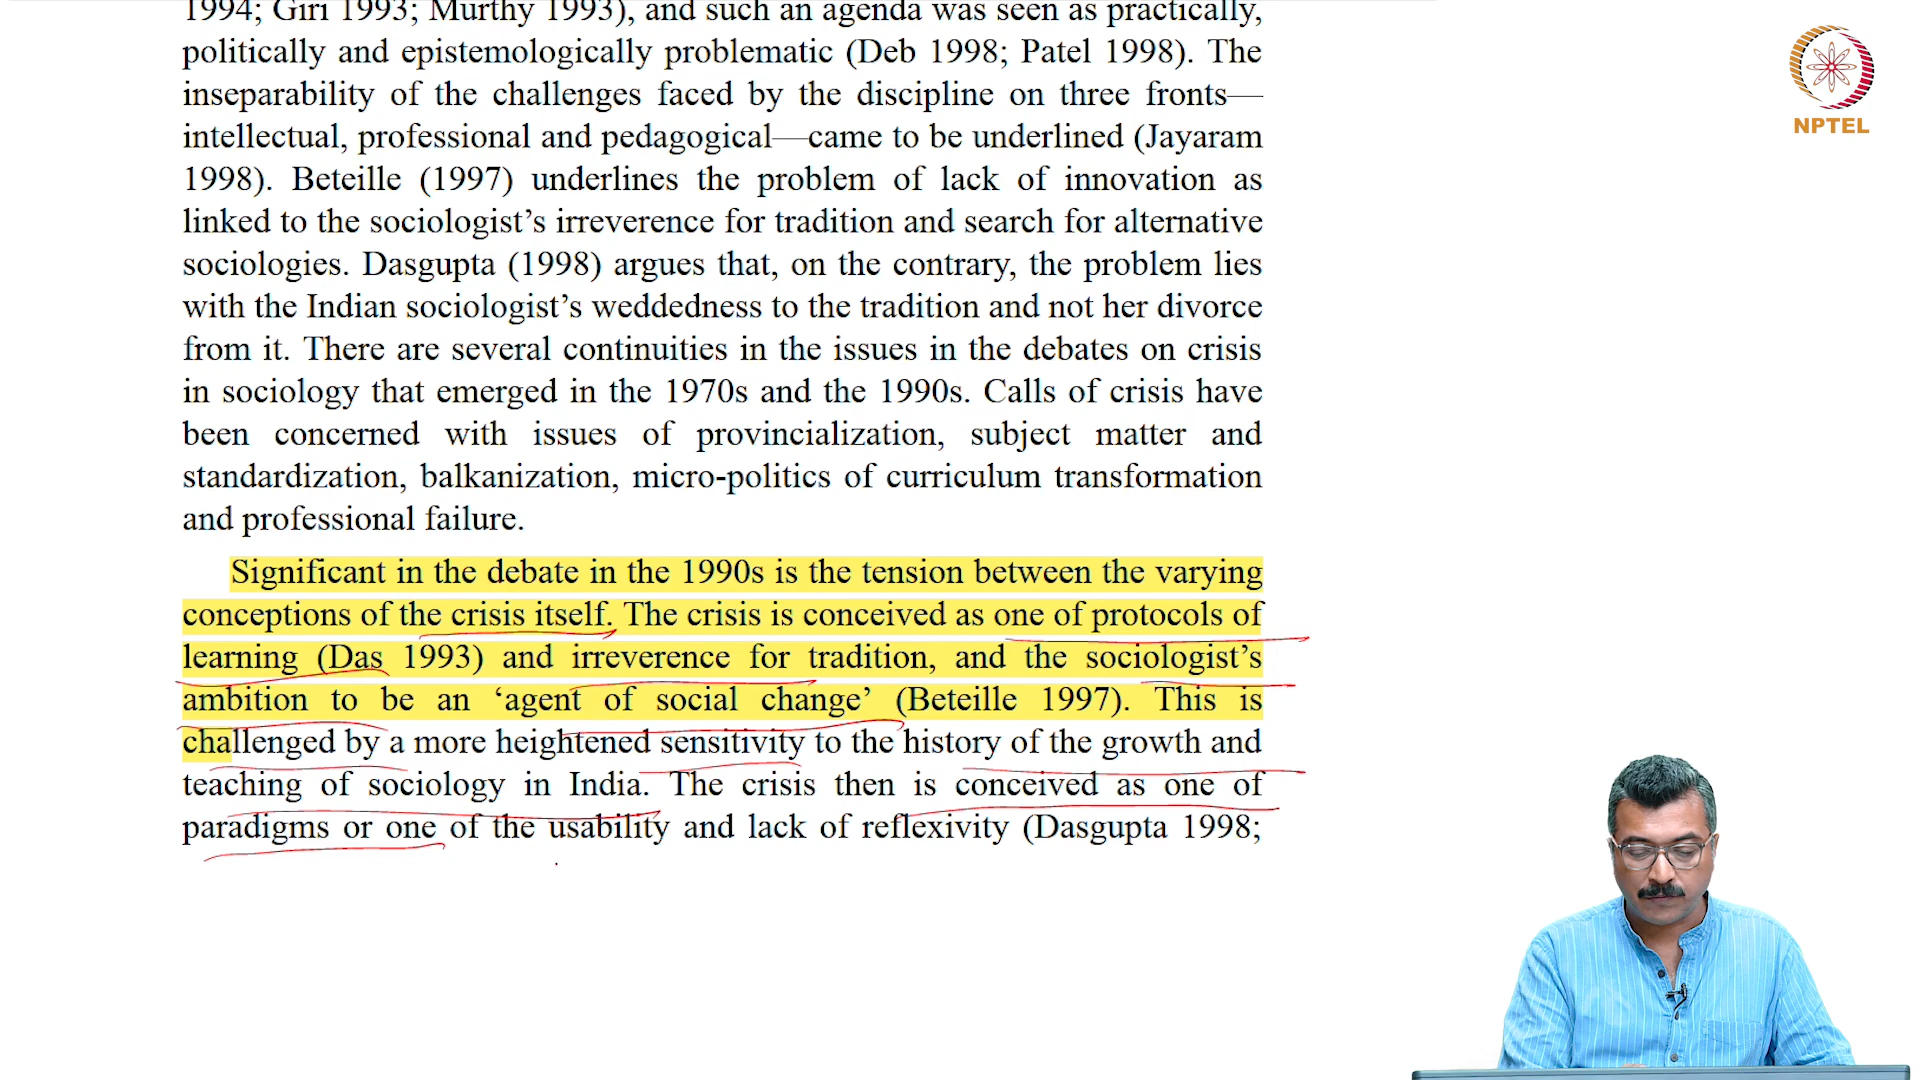 1994; Giri 1993; Murthy 1993), and such an agenda was seen as practically,
politically and epistemologically problematic (Deb 1998; Patel 1998). The
inseparability of the challenges faced by the discipline on three fronts—
intellectual, professional and pedagogical—came to be underlined (Jayaram
1998). Beteille (1997) underlines the problem of lack of innovation as
linked to the sociologist’s irreverence for tradition and search for alternative
sociologies. Dasgupta (1998) argues that, on the contrary, the problem lies
with the Indian sociologist’s weddedness to the tradition and not her divorce
from it. There are several continuities in the issues in the debates on crisis
in sociology that emerged in the 1970s and the 1990s. Calls of crisis have
been concerned with issues of provincialization, subject matter and
standardization, balkanization, micro-politics of curriculum transformation
and professional failure.
Significant in the debate in the 1990s is the tension between the varying
conceptions of the crisis itself. The crisis is conceived as one of protocols of
learning (Das 1993) and irreverence for tradition, and the sociologist’s
ambition to be an ‘agent of social change’ (Beteille 1997). This is
challenged by a more heightened sensitivity to the history of the growth and
teaching of sociology in India. The crisis then is conceived as one of
paradigms or one of the usability and lack of reflexivity (Dasgupta 1998;
NPTEL